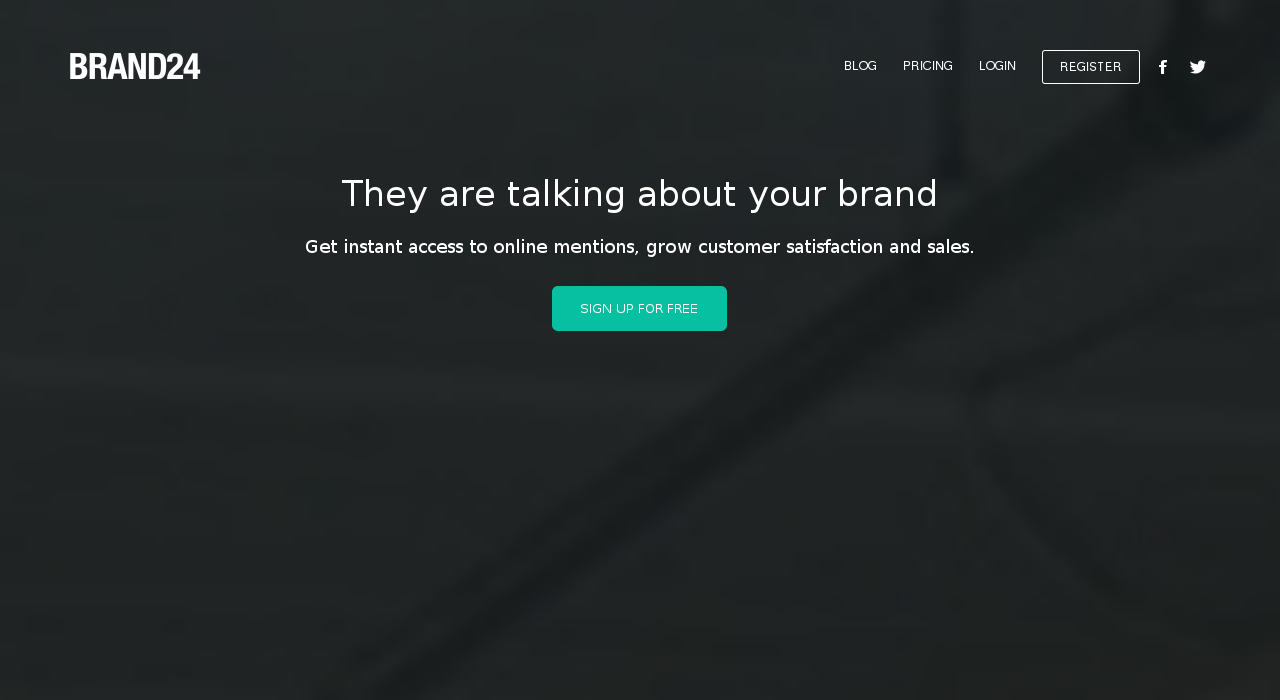 BRAND24
BLOG PRICING LOGIN REGISTER
They are talking about your brand
Get instant access to online mentions, grow customer satisfaction and sales.
SIGN UP FOR FREE